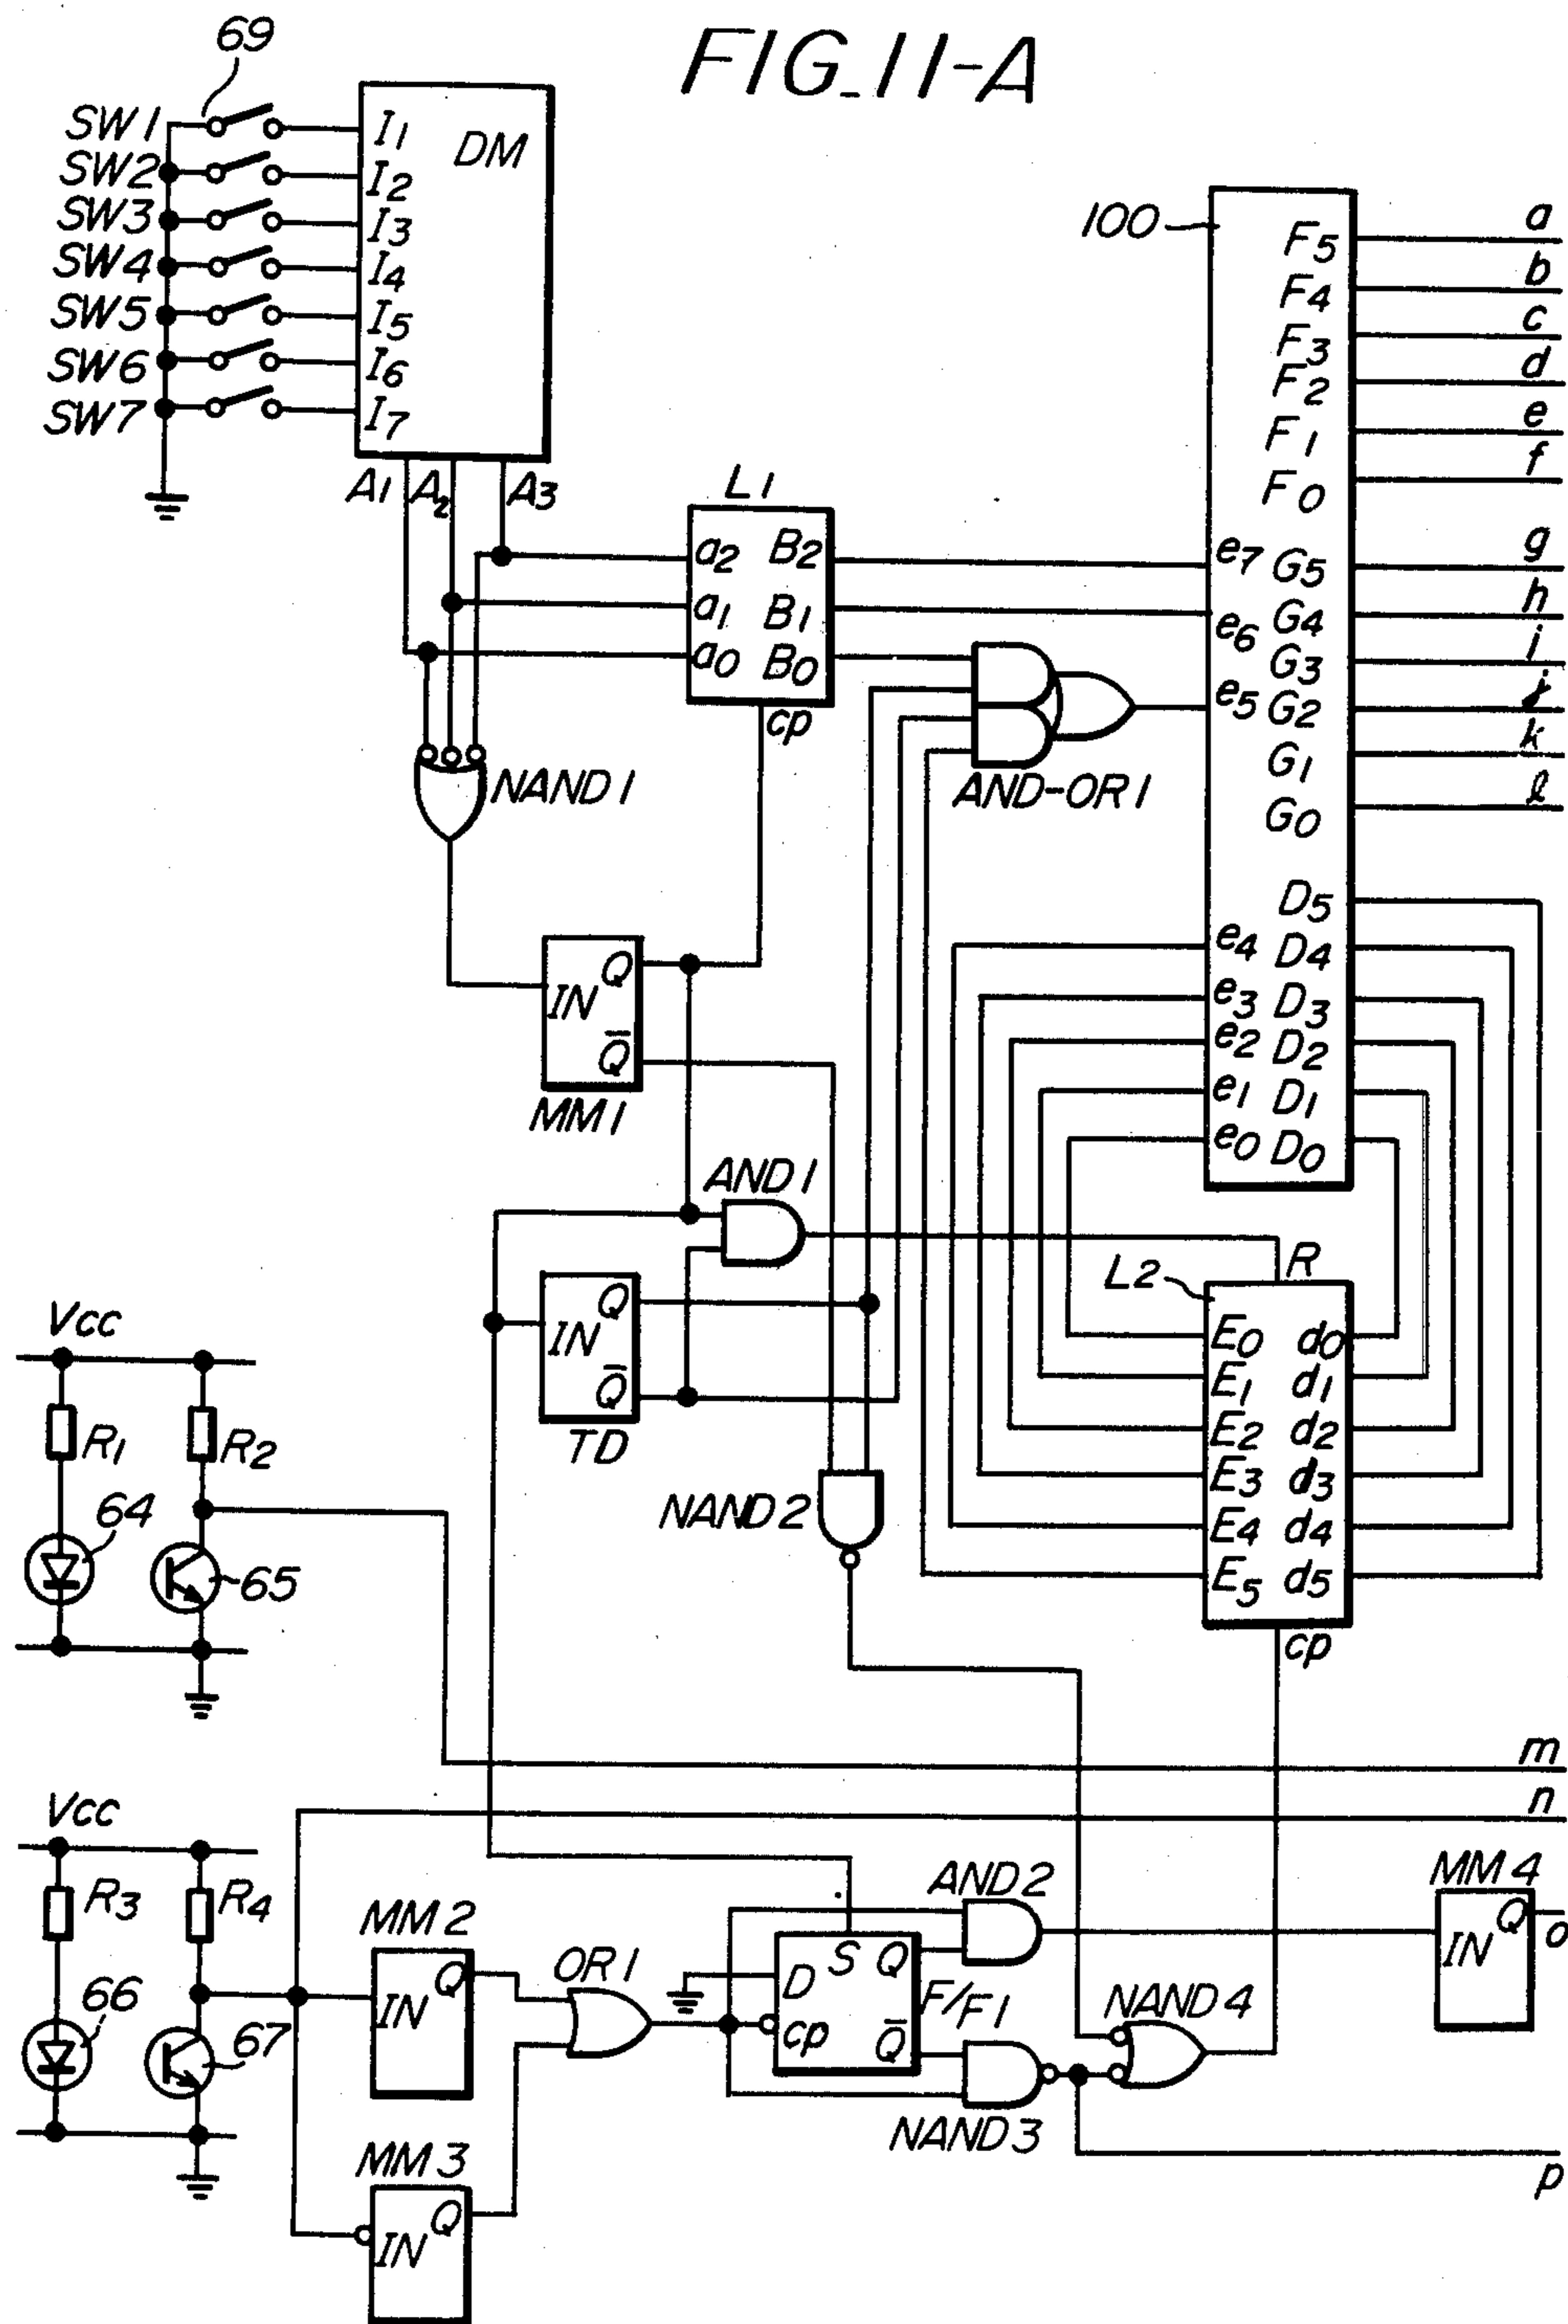 FIG. 11-A
69
SW1
SW2
SW3
SW4
SW5
SW6
SW7
I1
I2
I3
I4
I5
I6
I7
DM
A1 A2 A3
L1
a2 B2
a1 B1
a0 B0
cp
NAND1
AND-OR1
100
F5
F4
F3
F2
F1
F0
e7 G5
e6 G4
G3
e5 G2
G1
G0
D5
e4 D4
e3 D3
e2 D2
e1 D1
e0 D0
a
b
c
d
e
f
g
h
i
j
k
l
IN Q
Q̅
MM1
AND1
IN Q
Q̅
TD
NAND2
L2
R
E0 d0
E1 d1
E2 d2
E3 d3
E4 d4
E5 d5
cp
Vcc
R1
R2
64
65
m
n
Vcc
R3
R4
66
67
MM2
IN Q
MM3
IN Q
OR1
D S Q
cp Q̅
F/F1
AND2
NAND3
NAND4
MM4
IN Q
o
p